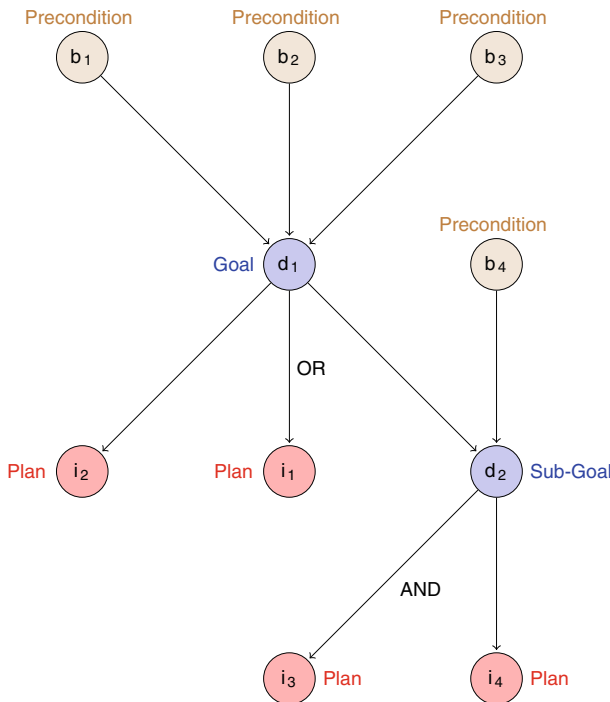 Precondition Precondition Precondition
b1 b2 b3
Precondition
Goal d1 b4
OR
Plan i2 Plan i1 d2 Sub-Goal
AND
i3 Plan i4 Plan